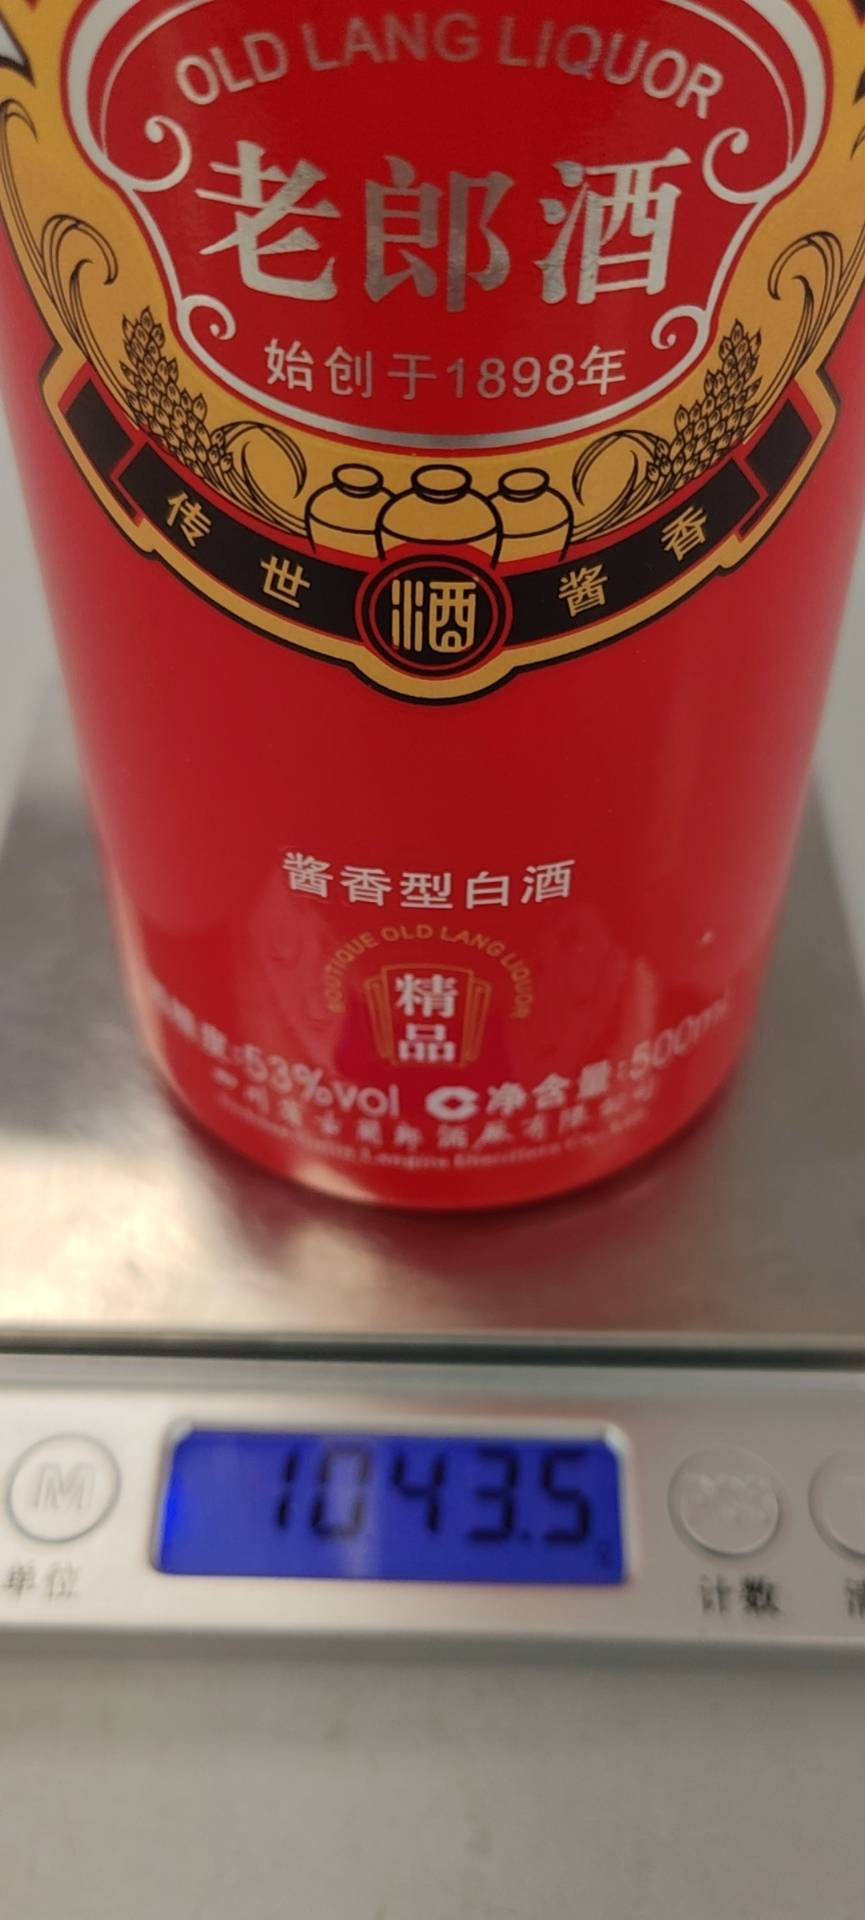 OLD LANG LIQUOR
老郎酒
始创于1898年
传世酒酱香
酱香型白酒
BOUTIQUE OLD LANG LIQUOR
精品
53%vol 净含量:500ml
1043.5
M
单位 计数